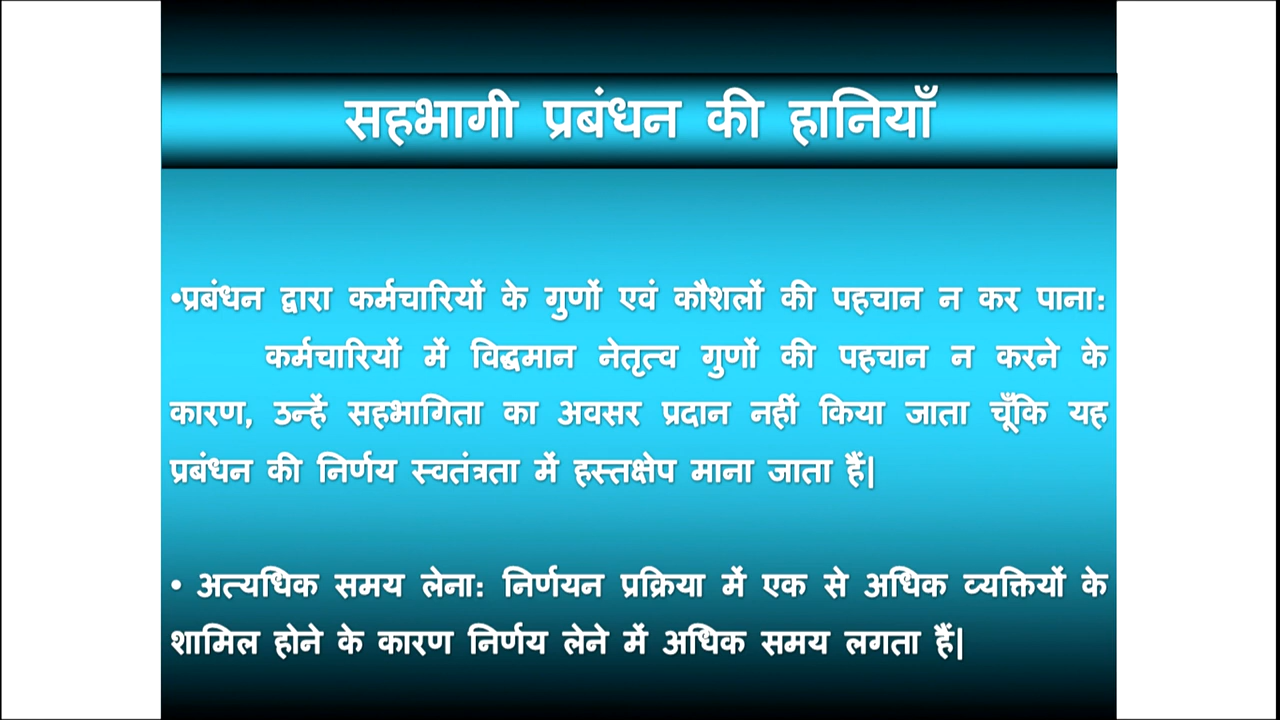 सहभागी प्रबंधन की हानियाँ
•प्रबंधन द्वारा कर्मचारियों के गुणों एवं कौशलों की पहचान न कर पाना:
कर्मचारियों में विद्यमान नेतृत्व गुणों की पहचान न करने के
कारण, उन्हें सहभागिता का अवसर प्रदान नहीं किया जाता चूँकि यह
प्रबंधन की निर्णय स्वतंत्रता में हस्तक्षेप माना जाता हैं|
• अत्यधिक समय लेना: निर्णयन प्रक्रिया में एक से अधिक व्यक्तियों के
शामिल होने के कारण निर्णय लेने में अधिक समय लगता हैं|